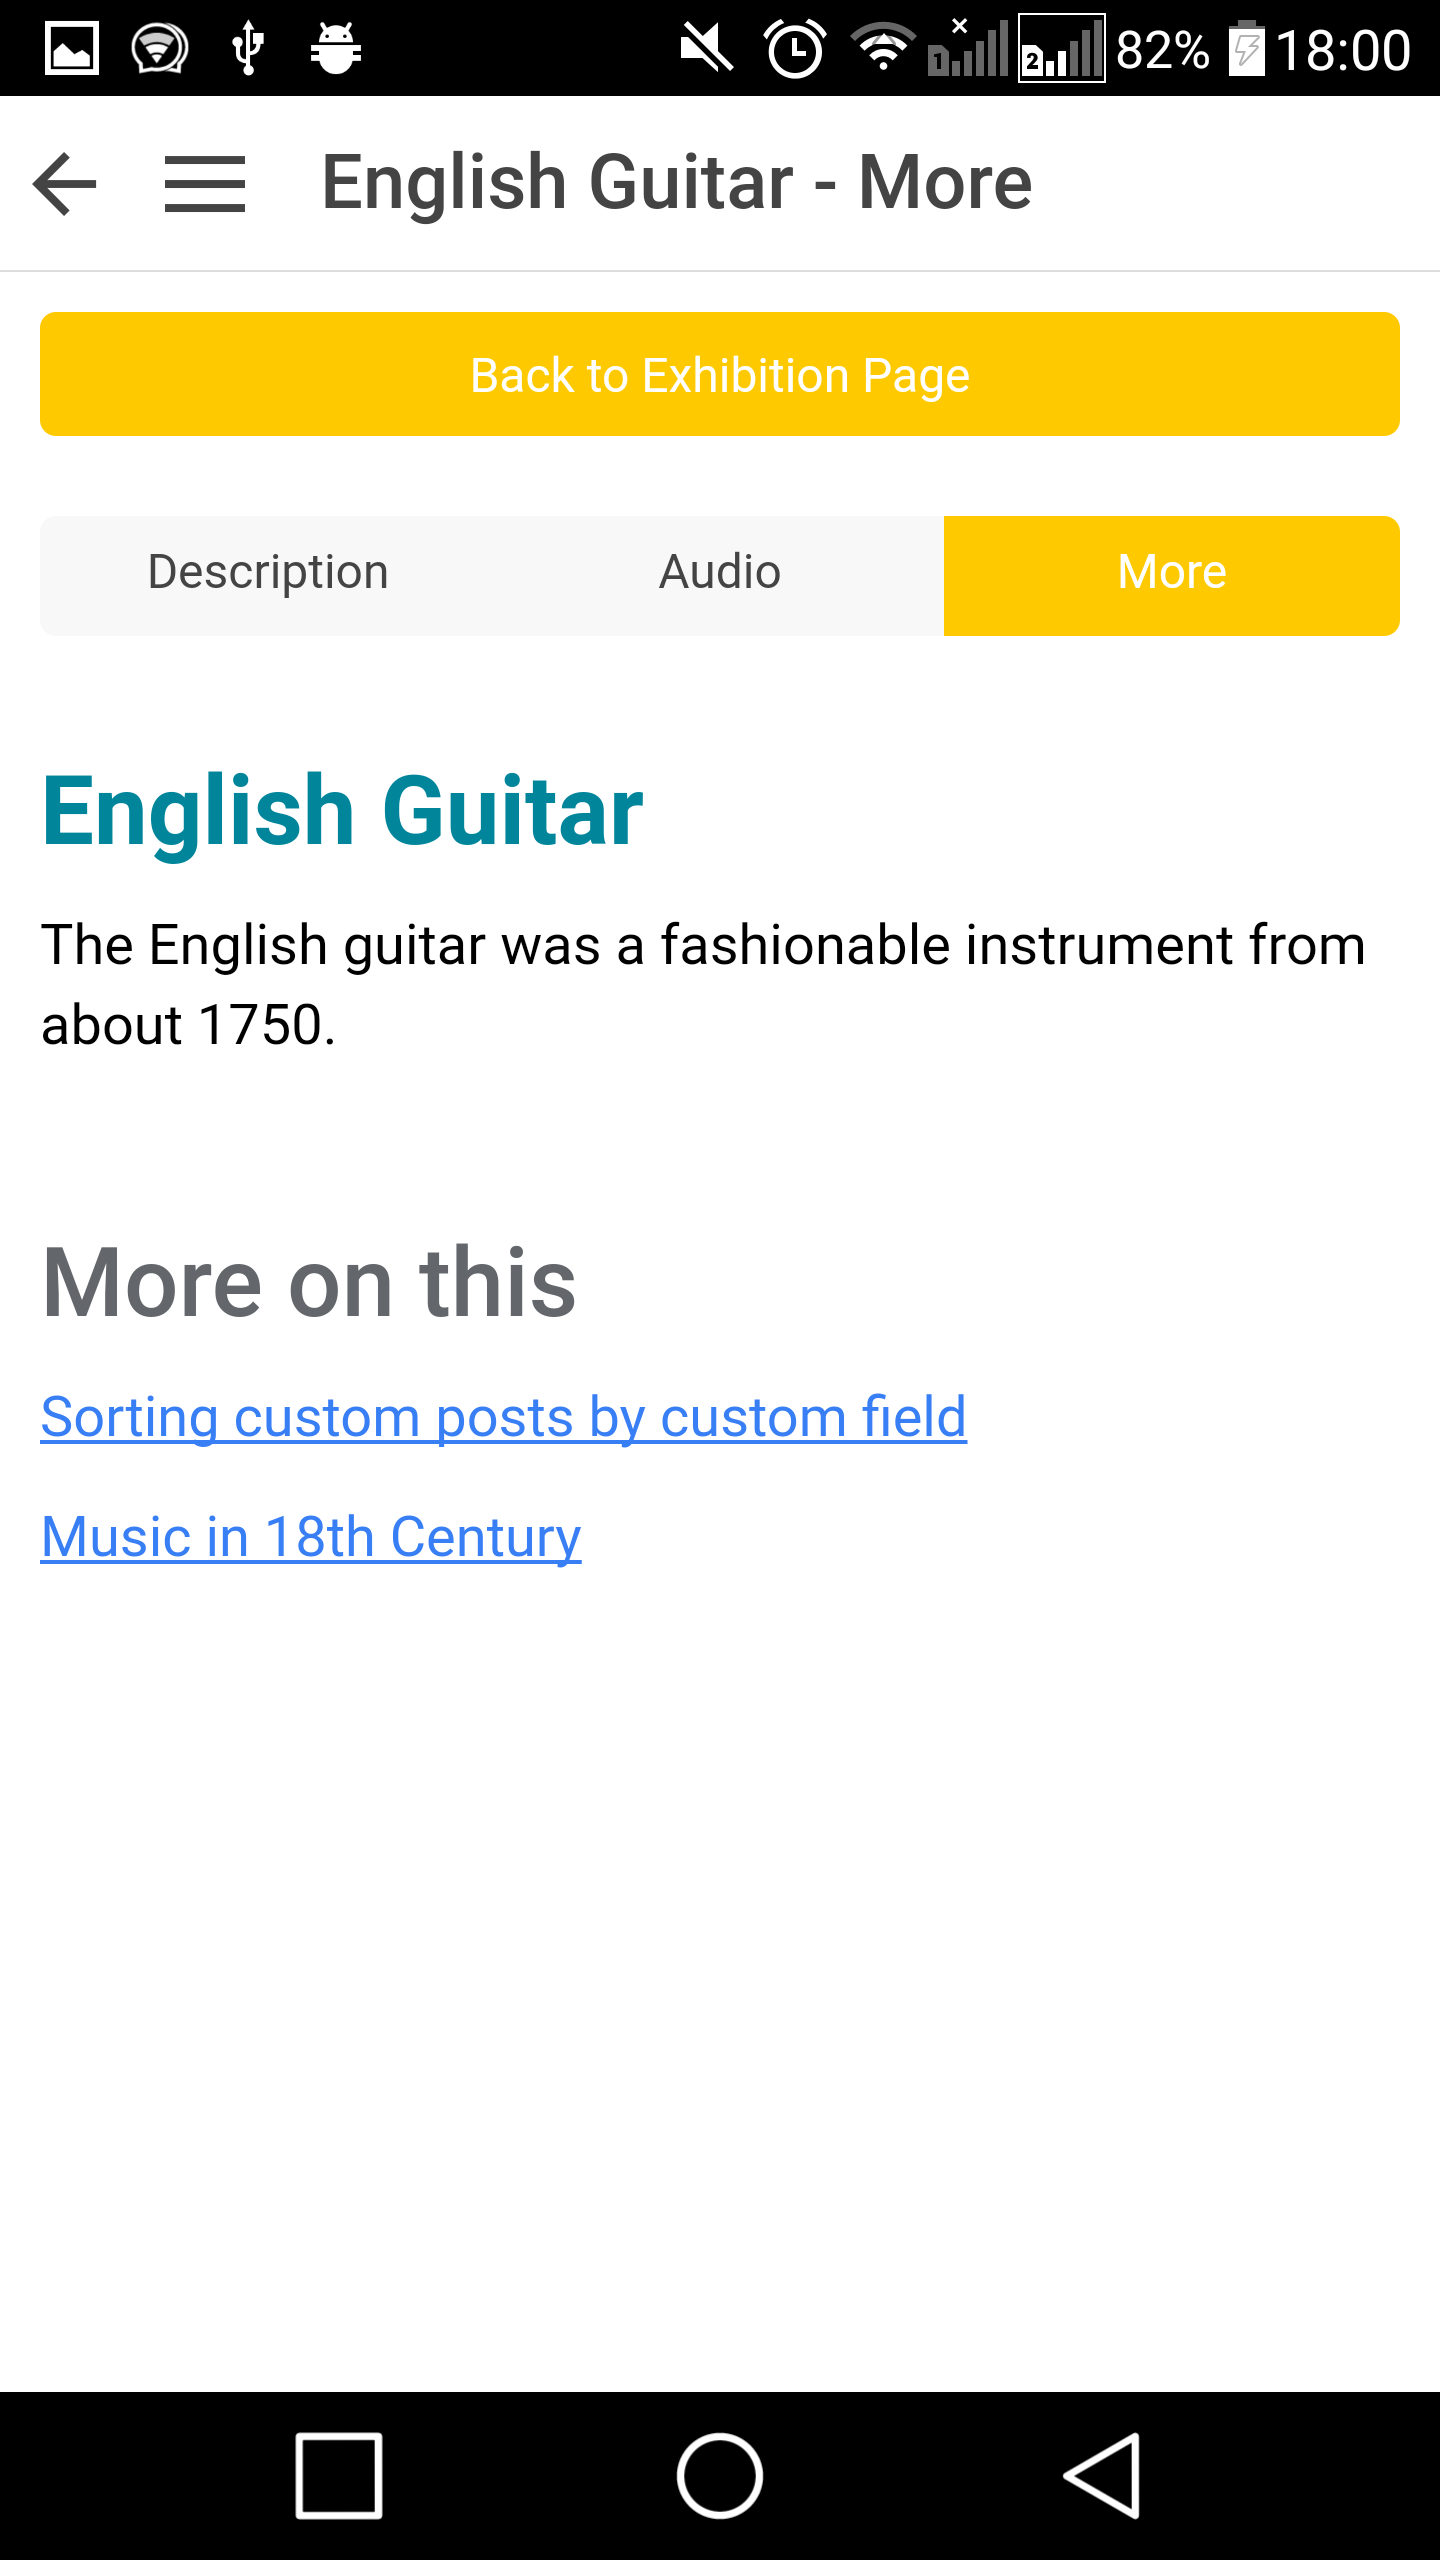 82% 18:00
English Guitar - More
Back to Exhibition Page
Description Audio More
English Guitar
The English guitar was a fashionable instrument from
about 1750.
More on this
Sorting custom posts by custom field
Music in 18th Century